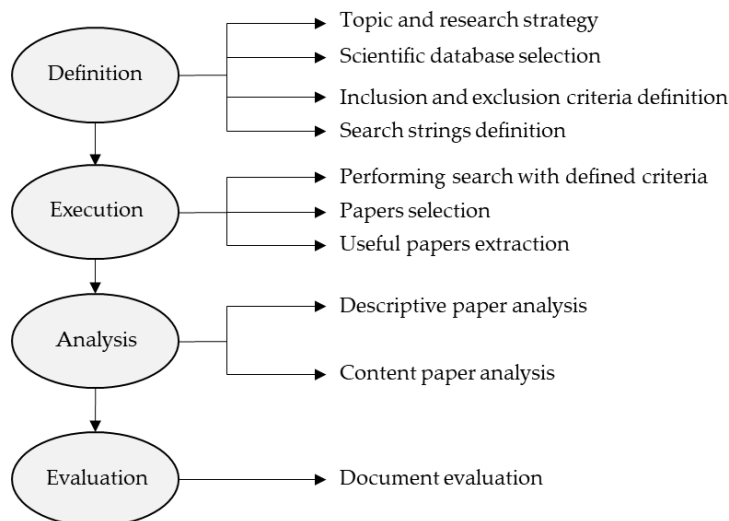 Topic and research strategy
Scientific database selection
Definition
Inclusion and exclusion criteria definition
Search strings definition
Performing search with defined criteria
Execution
Papers selection
Useful papers extraction
Descriptive paper analysis
Analysis
Content paper analysis
Evaluation
Document evaluation